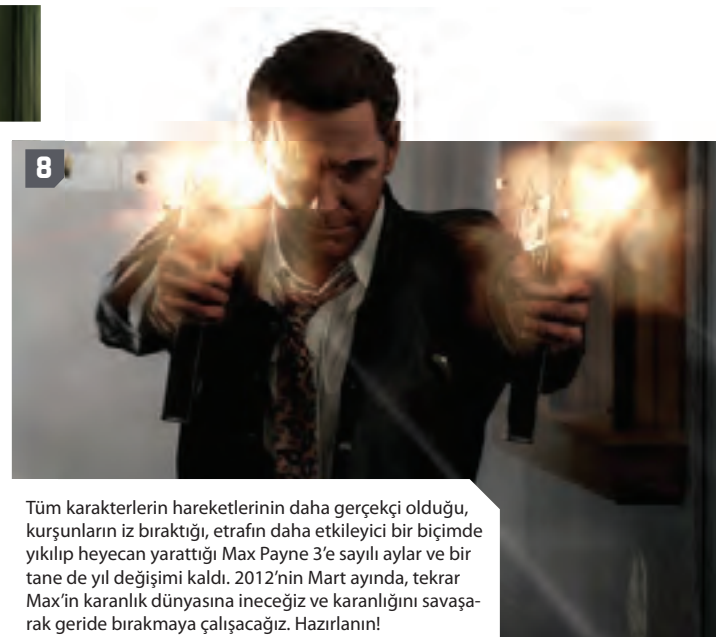 8
Tüm karakterlerin hareketlerinin daha gerçekçi olduğu,
kurşunların iz bıraktığı, etrafın daha etkileyici bir biçimde
yıkılıp heyecan yarattığı Max Payne 3’e sayılı aylar ve bir
tane de yıl değişimi kaldı. 2012’nin Mart ayında, tekrar
Max’in karanlık dünyasına ineceğiz ve karanlığını savaşa-
rak geride bırakmaya çalışacağız. Hazırlanın!